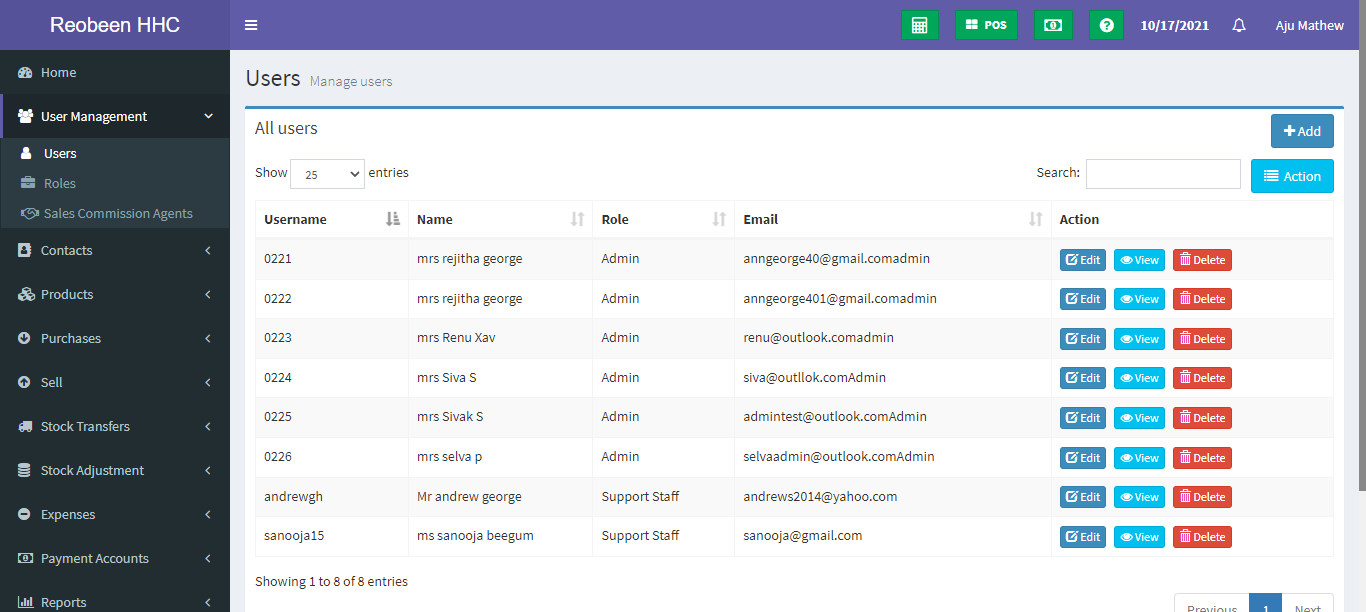 Reobeen HHC
POS
10/17/2021
Aju Mathew
Home
User Management
Users
Roles
Sales Commission Agents
Contacts
Products
Purchases
Sell
Stock Transfers
Stock Adjustment
Expenses
Payment Accounts
Reports
Users Manage users
All users
Add
Show 25 entries
Search:
Action
Username Name Role Email Action
0221 mrs rejitha george Admin anngeorge40@gmail.comadmin Edit View Delete
0222 mrs rejitha george Admin anngeorge401@gmail.comadmin Edit View Delete
0223 mrs Renu Xav Admin renu@outlook.comadmin Edit View Delete
0224 mrs Siva S Admin siva@outllok.comAdmin Edit View Delete
0225 mrs Sivak S Admin admintest@outlook.comAdmin Edit View Delete
0226 mrs selva p Admin selvaadmin@outlook.comAdmin Edit View Delete
andrewgh Mr andrew george Support Staff andrews2014@yahoo.com Edit View Delete
sanooja15 ms sanooja beegum Support Staff sanooja@gmail.com Edit View Delete
Showing 1 to 8 of 8 entries
Previous 1 Next